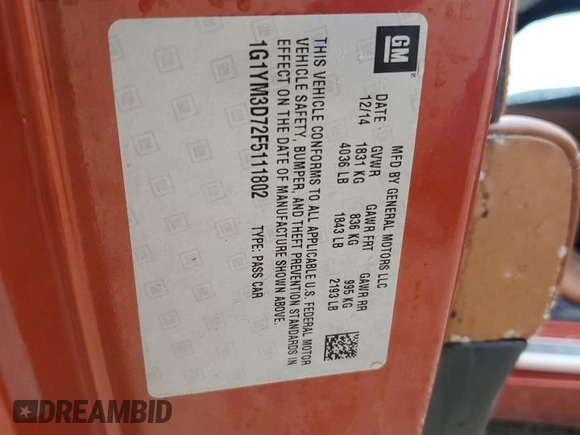 GM
MFD BY GENERAL MOTORS LLC
DATE GVWR GAWR FRT GAWR RR
12/14 1831 KG 836 KG 995 KG
4036 LB 1843 LB 2193 LB
THIS VEHICLE CONFORMS TO ALL APPLICABLE U.S. FEDERAL MOTOR
VEHICLE SAFETY, BUMPER, AND THEFT PREVENTION STANDARDS IN
EFFECT ON THE DATE OF MANUFACTURE SHOWN ABOVE.
1G1YM3D72F5111802 TYPE: PASS CAR
DREAMBID